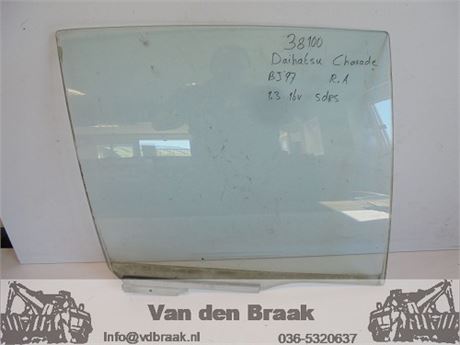 38100
Daihatsu Charade
BJ'97 R.A
1.3 16v 5drs
Van den Braak
Info@vdbraak.nl 036-5320637